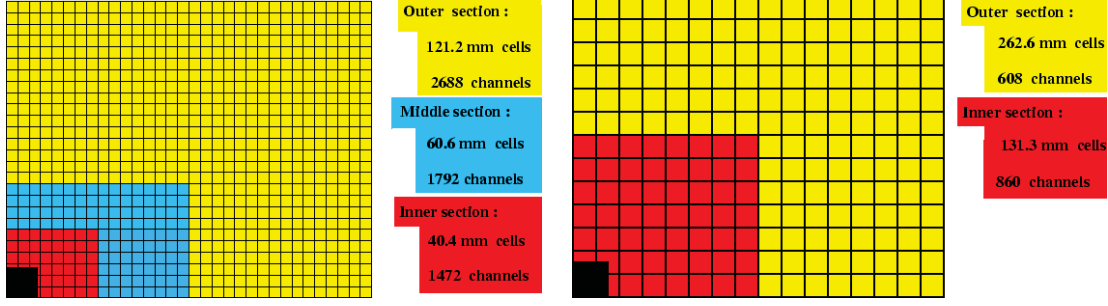 Outer section :
121.2 mm cells
2688 channels
Middle section :
60.6 mm cells
1792 channels
Inner section :
40.4 mm cells
1472 channels
Outer section :
262.6 mm cells
608 channels
Inner section :
131.3 mm cells
860 channels